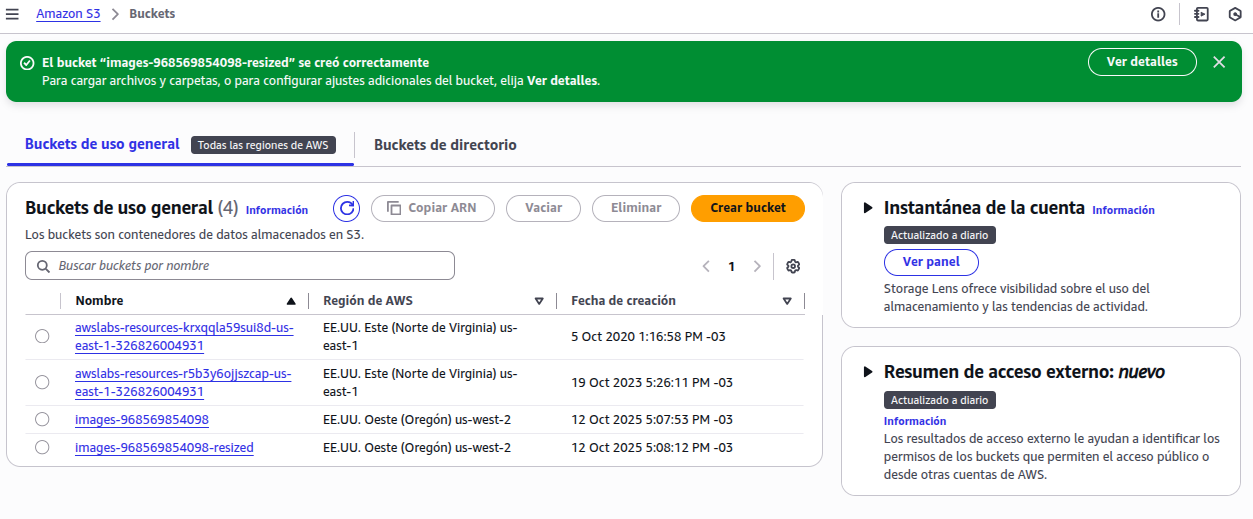 Amazon S3 > Buckets
El bucket “images-968569854098-resized” se creó correctamente
Para cargar archivos y carpetas, o para configurar ajustes adicionales del bucket, elija Ver detalles.
Ver detalles
Buckets de uso general
Todas las regiones de AWS
Buckets de directorio
Buckets de uso general (4) Información
Copiar ARN
Vaciar
Eliminar
Crear bucket
Los buckets son contenedores de datos almacenados en S3.
Buscar buckets por nombre
1
Nombre
Región de AWS
Fecha de creación
awslabs-resources-krxqqla59sui8d-us-
east-1-326826004931
EE.UU. Este (Norte de Virginia) us-
east-1
5 Oct 2020 1:16:58 PM -03
awslabs-resources-r5b3y6ojjszcap-us-
east-1-326826004931
EE.UU. Este (Norte de Virginia) us-
east-1
19 Oct 2023 5:26:11 PM -03
images-968569854098
EE.UU. Oeste (Oregón) us-west-2
12 Oct 2025 5:07:53 PM -03
images-968569854098-resized
EE.UU. Oeste (Oregón) us-west-2
12 Oct 2025 5:08:12 PM -03
Instantánea de la cuenta Información
Actualizado a diario
Ver panel
Storage Lens ofrece visibilidad sobre el uso del
almacenamiento y las tendencias de actividad.
Resumen de acceso externo: nuevo
Actualizado a diario
Información
Los resultados de acceso externo le ayudan a identificar los
permisos de los buckets que permiten el acceso público o
desde otras cuentas de AWS.